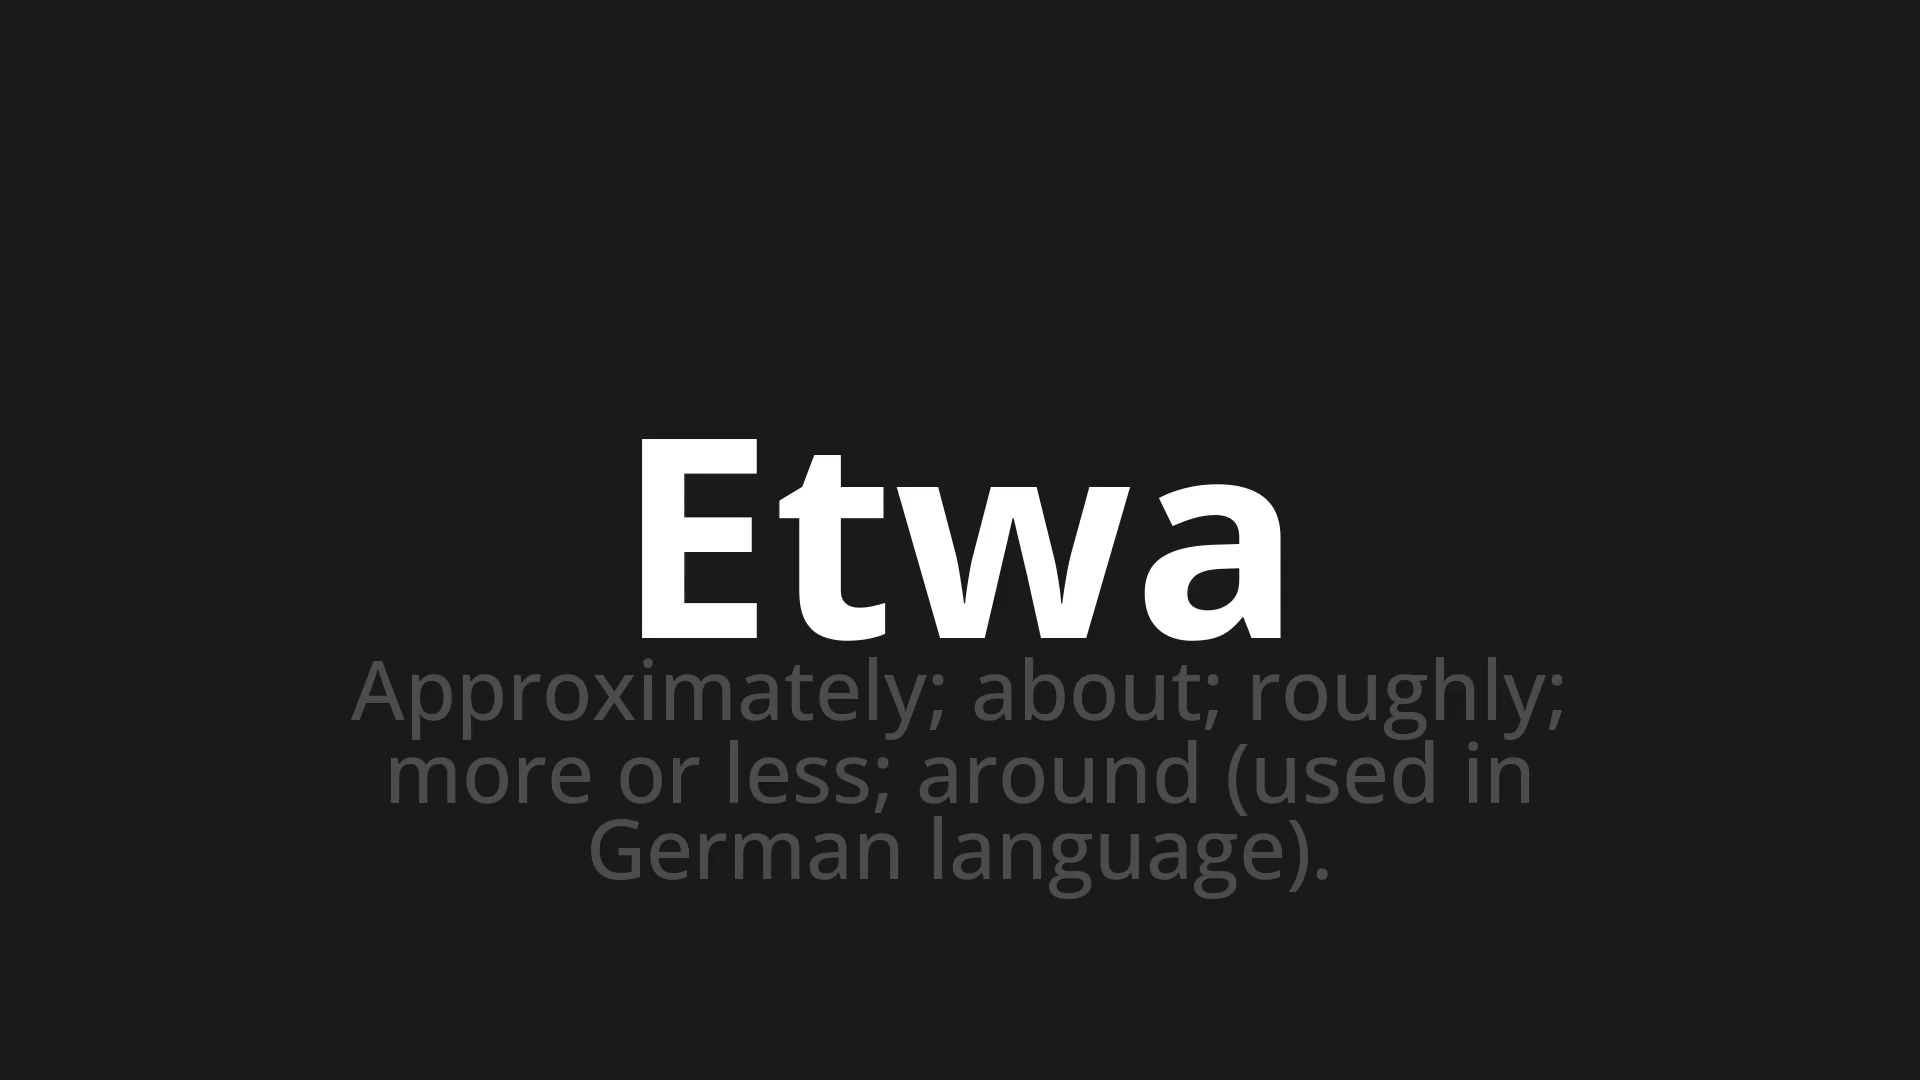 Etwa
Approximately; about; roughly;
more or less; around (used in
German language).